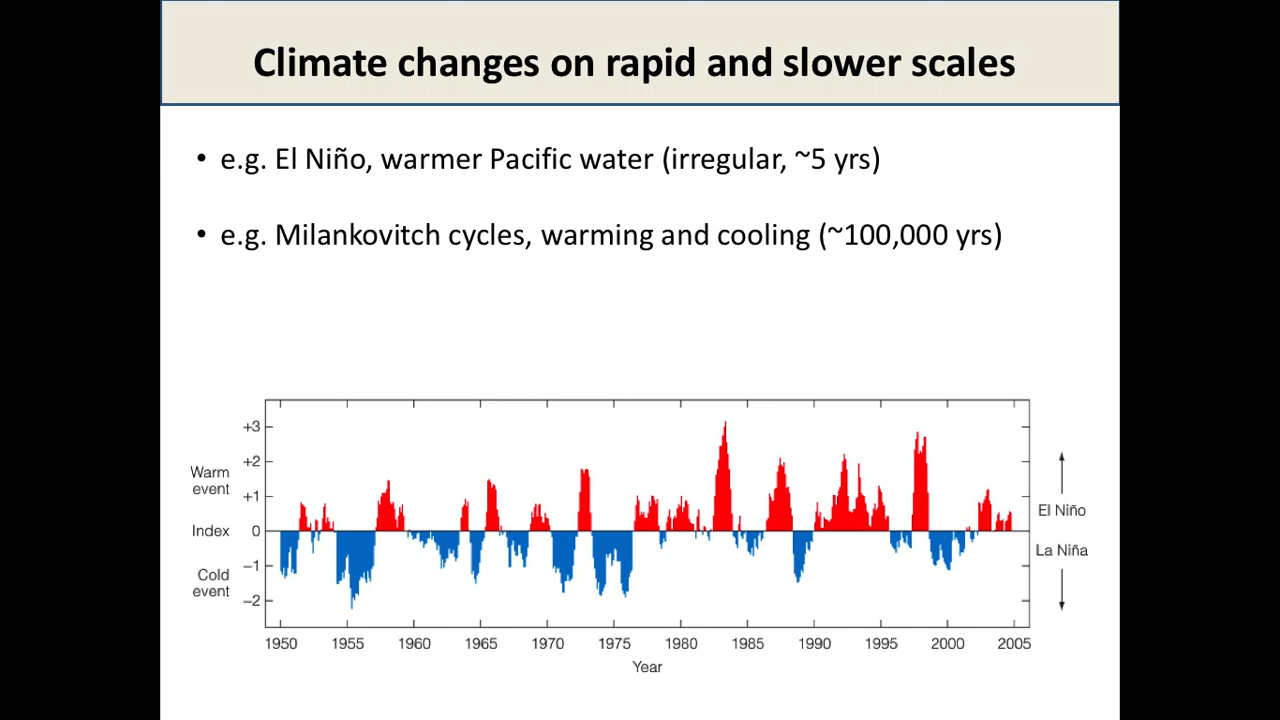 Climate changes on rapid and slower scales
• e.g. El Niño, warmer Pacific water (irregular, ~5 yrs)
• e.g. Milankovitch cycles, warming and cooling (~100,000 yrs)
+3
+2
Warm
event
+1
El Niño
Index
0
La Niña
–1
Cold
event
–2
1950 1955 1960 1965 1970 1975 1980 1985 1990 1995 2000 2005
Year